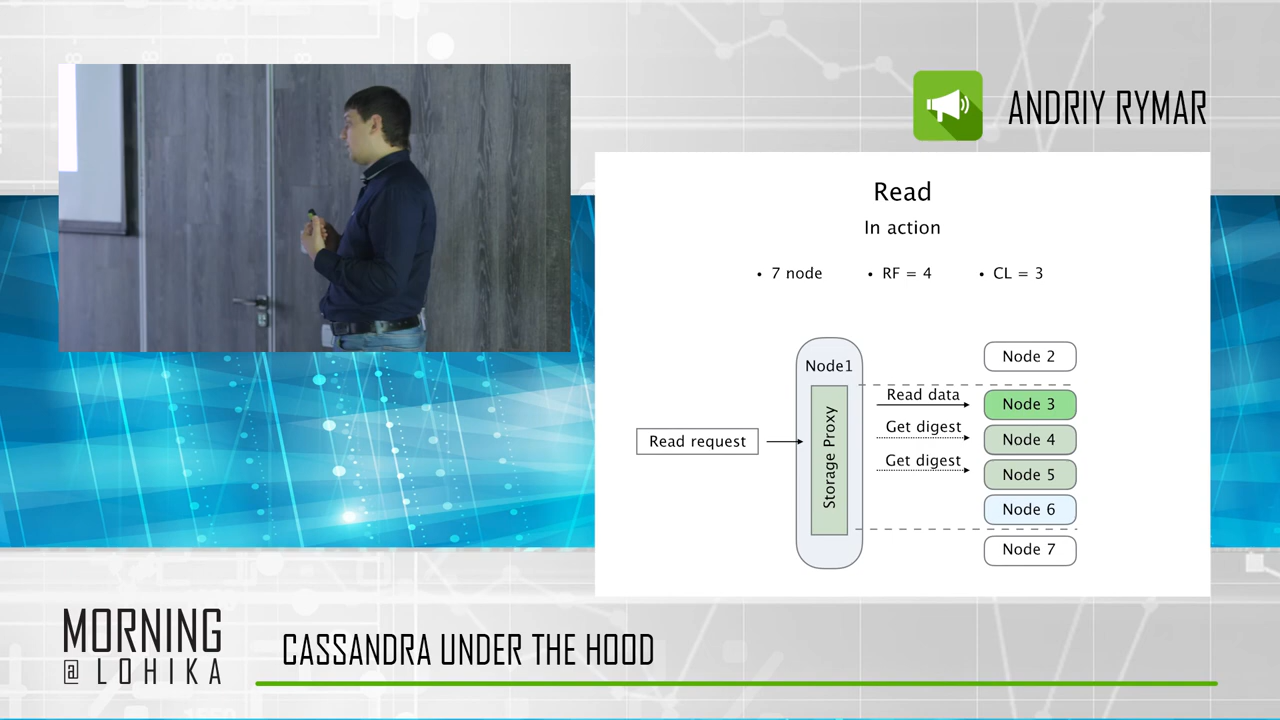 ANDRIY RYMAR
Read
In action
• 7 node • RF = 4 • CL = 3
Node1
Storage Proxy
Read request
Read data
Get digest
Get digest
Node 2
Node 3
Node 4
Node 5
Node 6
Node 7
MORNING
@ LOHIKA
CASSANDRA UNDER THE HOOD